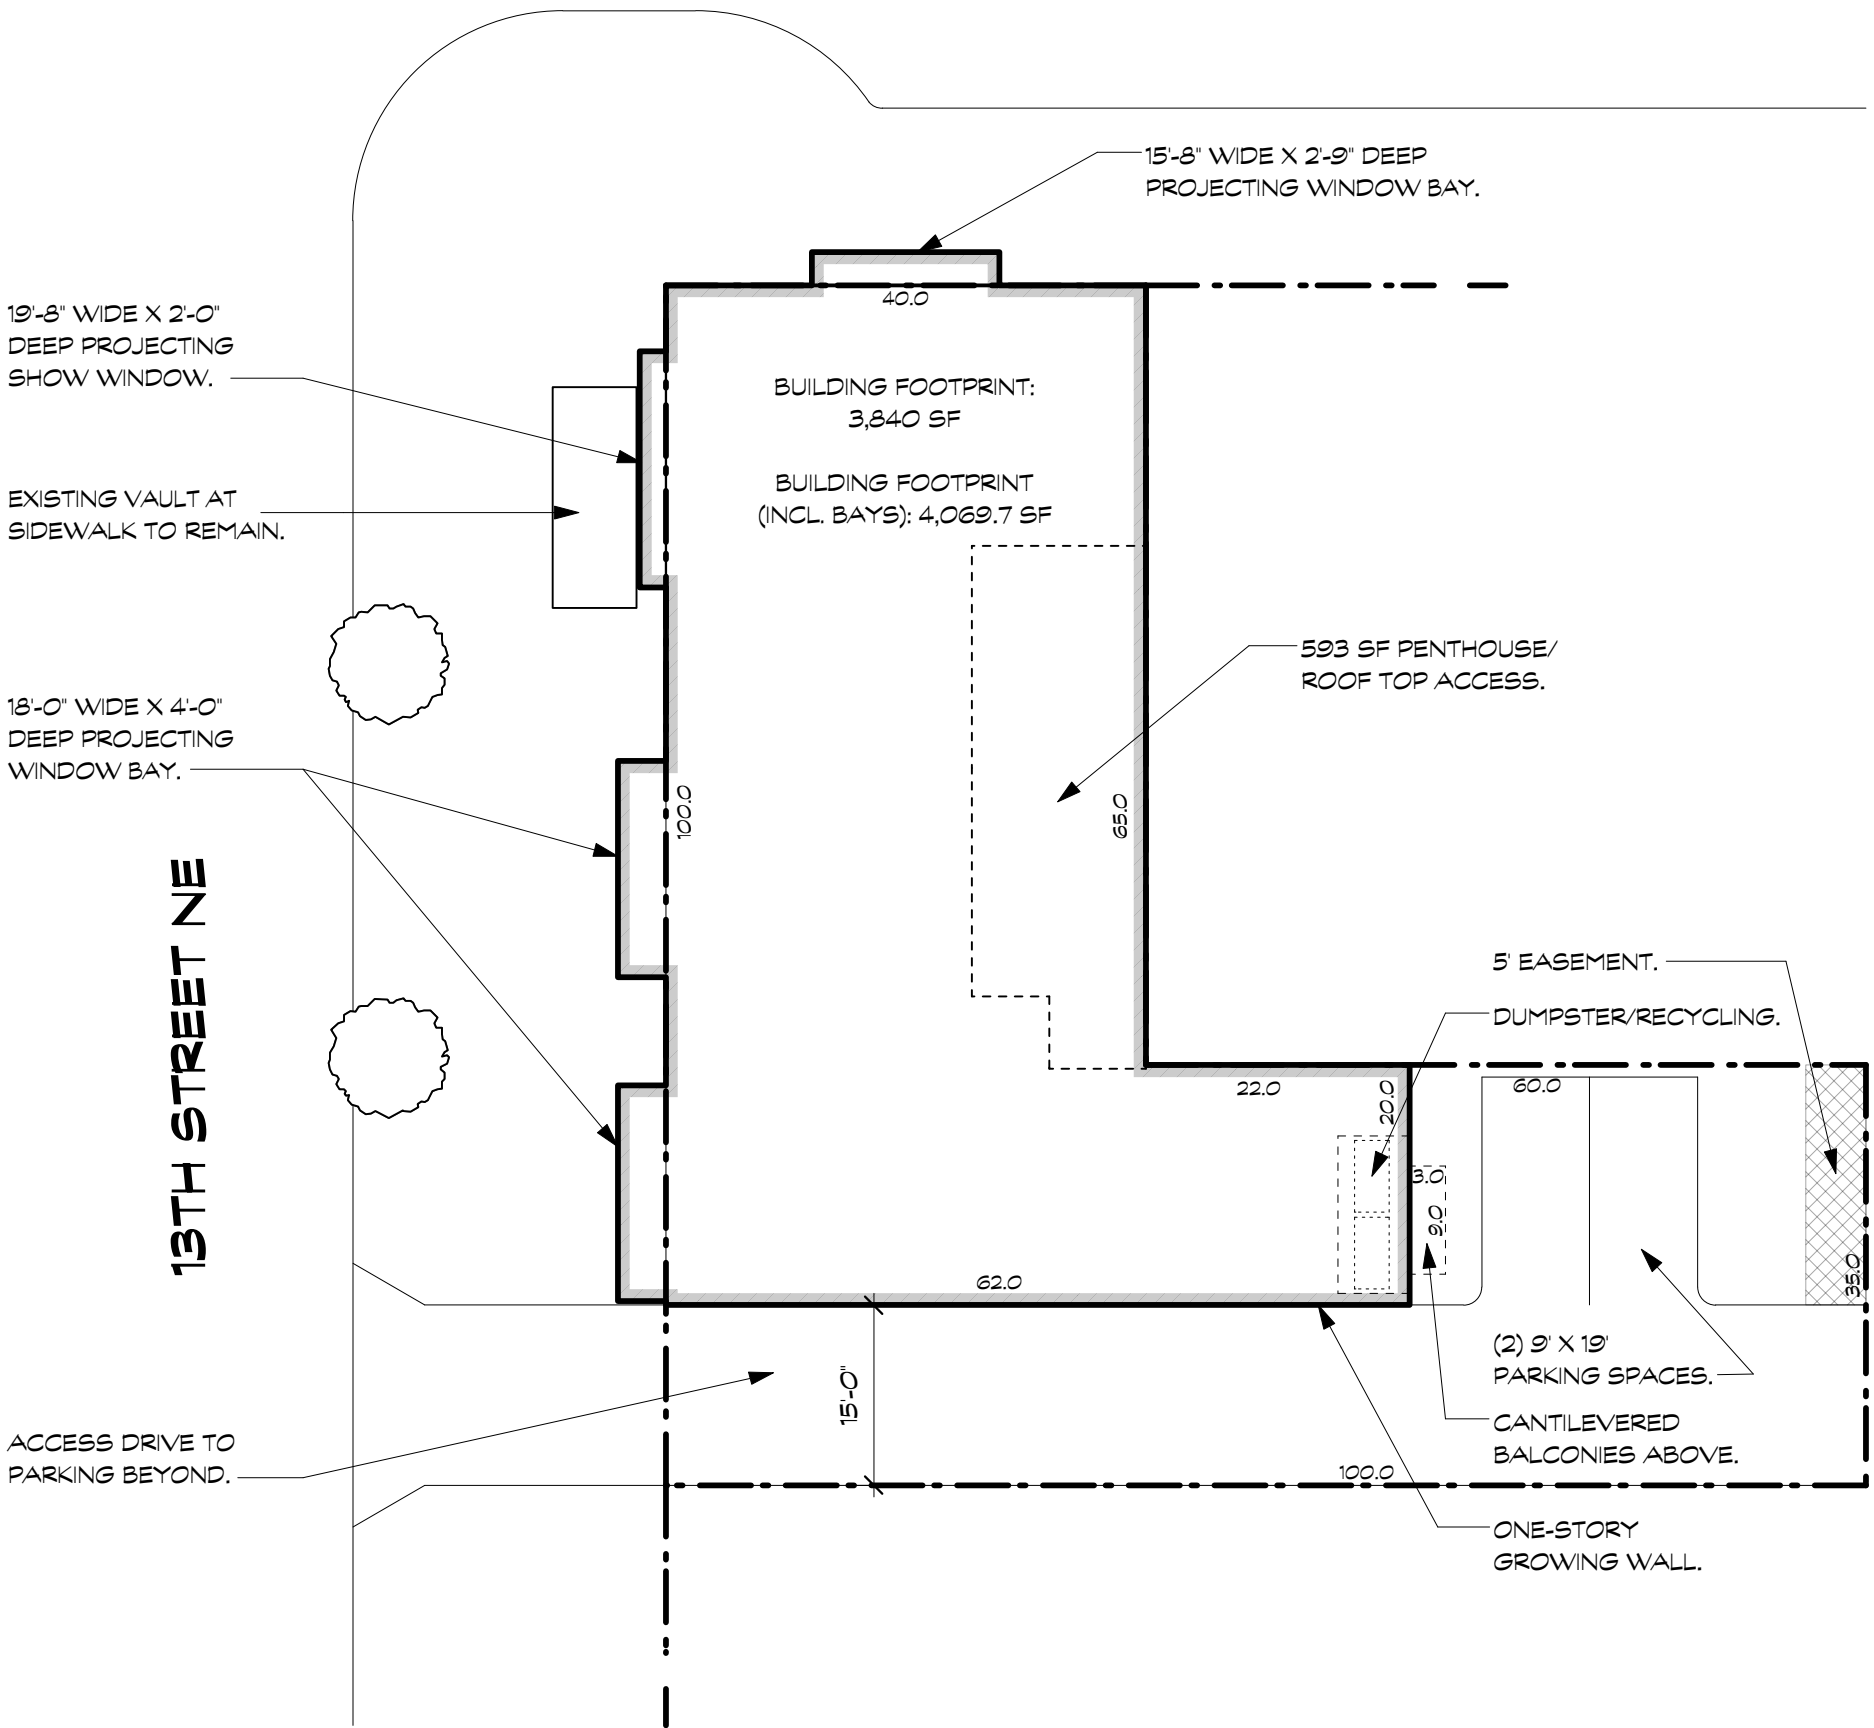 15'-8" WIDE X 2'-9" DEEP
PROJECTING WINDOW BAY.
40.0
19'-8" WIDE X 2'-0"
DEEP PROJECTING
SHOW WINDOW.
BUILDING FOOTPRINT:
3,840 SF
BUILDING FOOTPRINT
(INCL. BAYS): 4,069.7 SF
EXISTING VAULT AT
SIDEWALK TO REMAIN.
593 SF PENTHOUSE/
ROOF TOP ACCESS.
18'-0" WIDE X 4'-0"
DEEP PROJECTING
WINDOW BAY.
100.0
65.0
13TH STREET NE
5' EASEMENT.
DUMPSTER/RECYCLING.
22.0
20.0
60.0
3.0
9.0
35.0
62.0
(2) 9' X 19'
PARKING SPACES.
15'-0"
CANTILEVERED
BALCONIES ABOVE.
ACCESS DRIVE TO
PARKING BEYOND.
100.0
ONE-STORY
GROWING WALL.